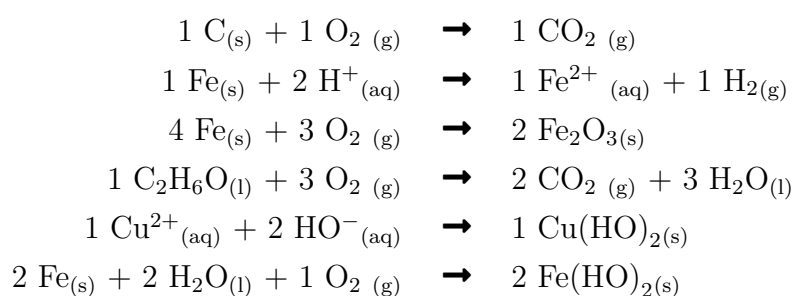 1 C(s) + 1 O₂ (g) → 1 CO₂ (g)
1 Fe(s) + 2 H⁺(aq) → 1 Fe²⁺ (aq) + 1 H₂(g)
4 Fe(s) + 3 O₂ (g) → 2 Fe₂O₃(s)
1 C₂H₆O(l) + 3 O₂ (g) → 2 CO₂ (g) + 3 H₂O(l)
1 Cu²⁺(aq) + 2 HO⁻(aq) → 1 Cu(HO)₂(s)
2 Fe(s) + 2 H₂O(l) + 1 O₂ (g) → 2 Fe(HO)₂(s)